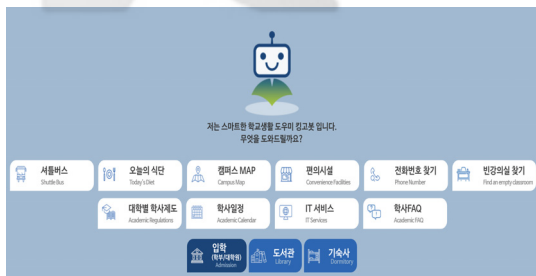 저는 스마트한 학교생활 도우미 킹고봇 입니다.
무엇을 도와드릴까요?
셔틀버스
Shuttle Bus
오늘의 식단
Today's Diet
캠퍼스 MAP
Campus Map
편의시설
Convenience Facilities
전화번호 찾기
Phone Number
빈강의실 찾기
Find an empty classroom
대학별 학사제도
Academic Regulations
학사일정
Academic Calendar
IT 서비스
IT Services
학사FAQ
Academic FAQ
입학
(학부/대학원)
Admission
도서관
Library
기숙사
Dormitory